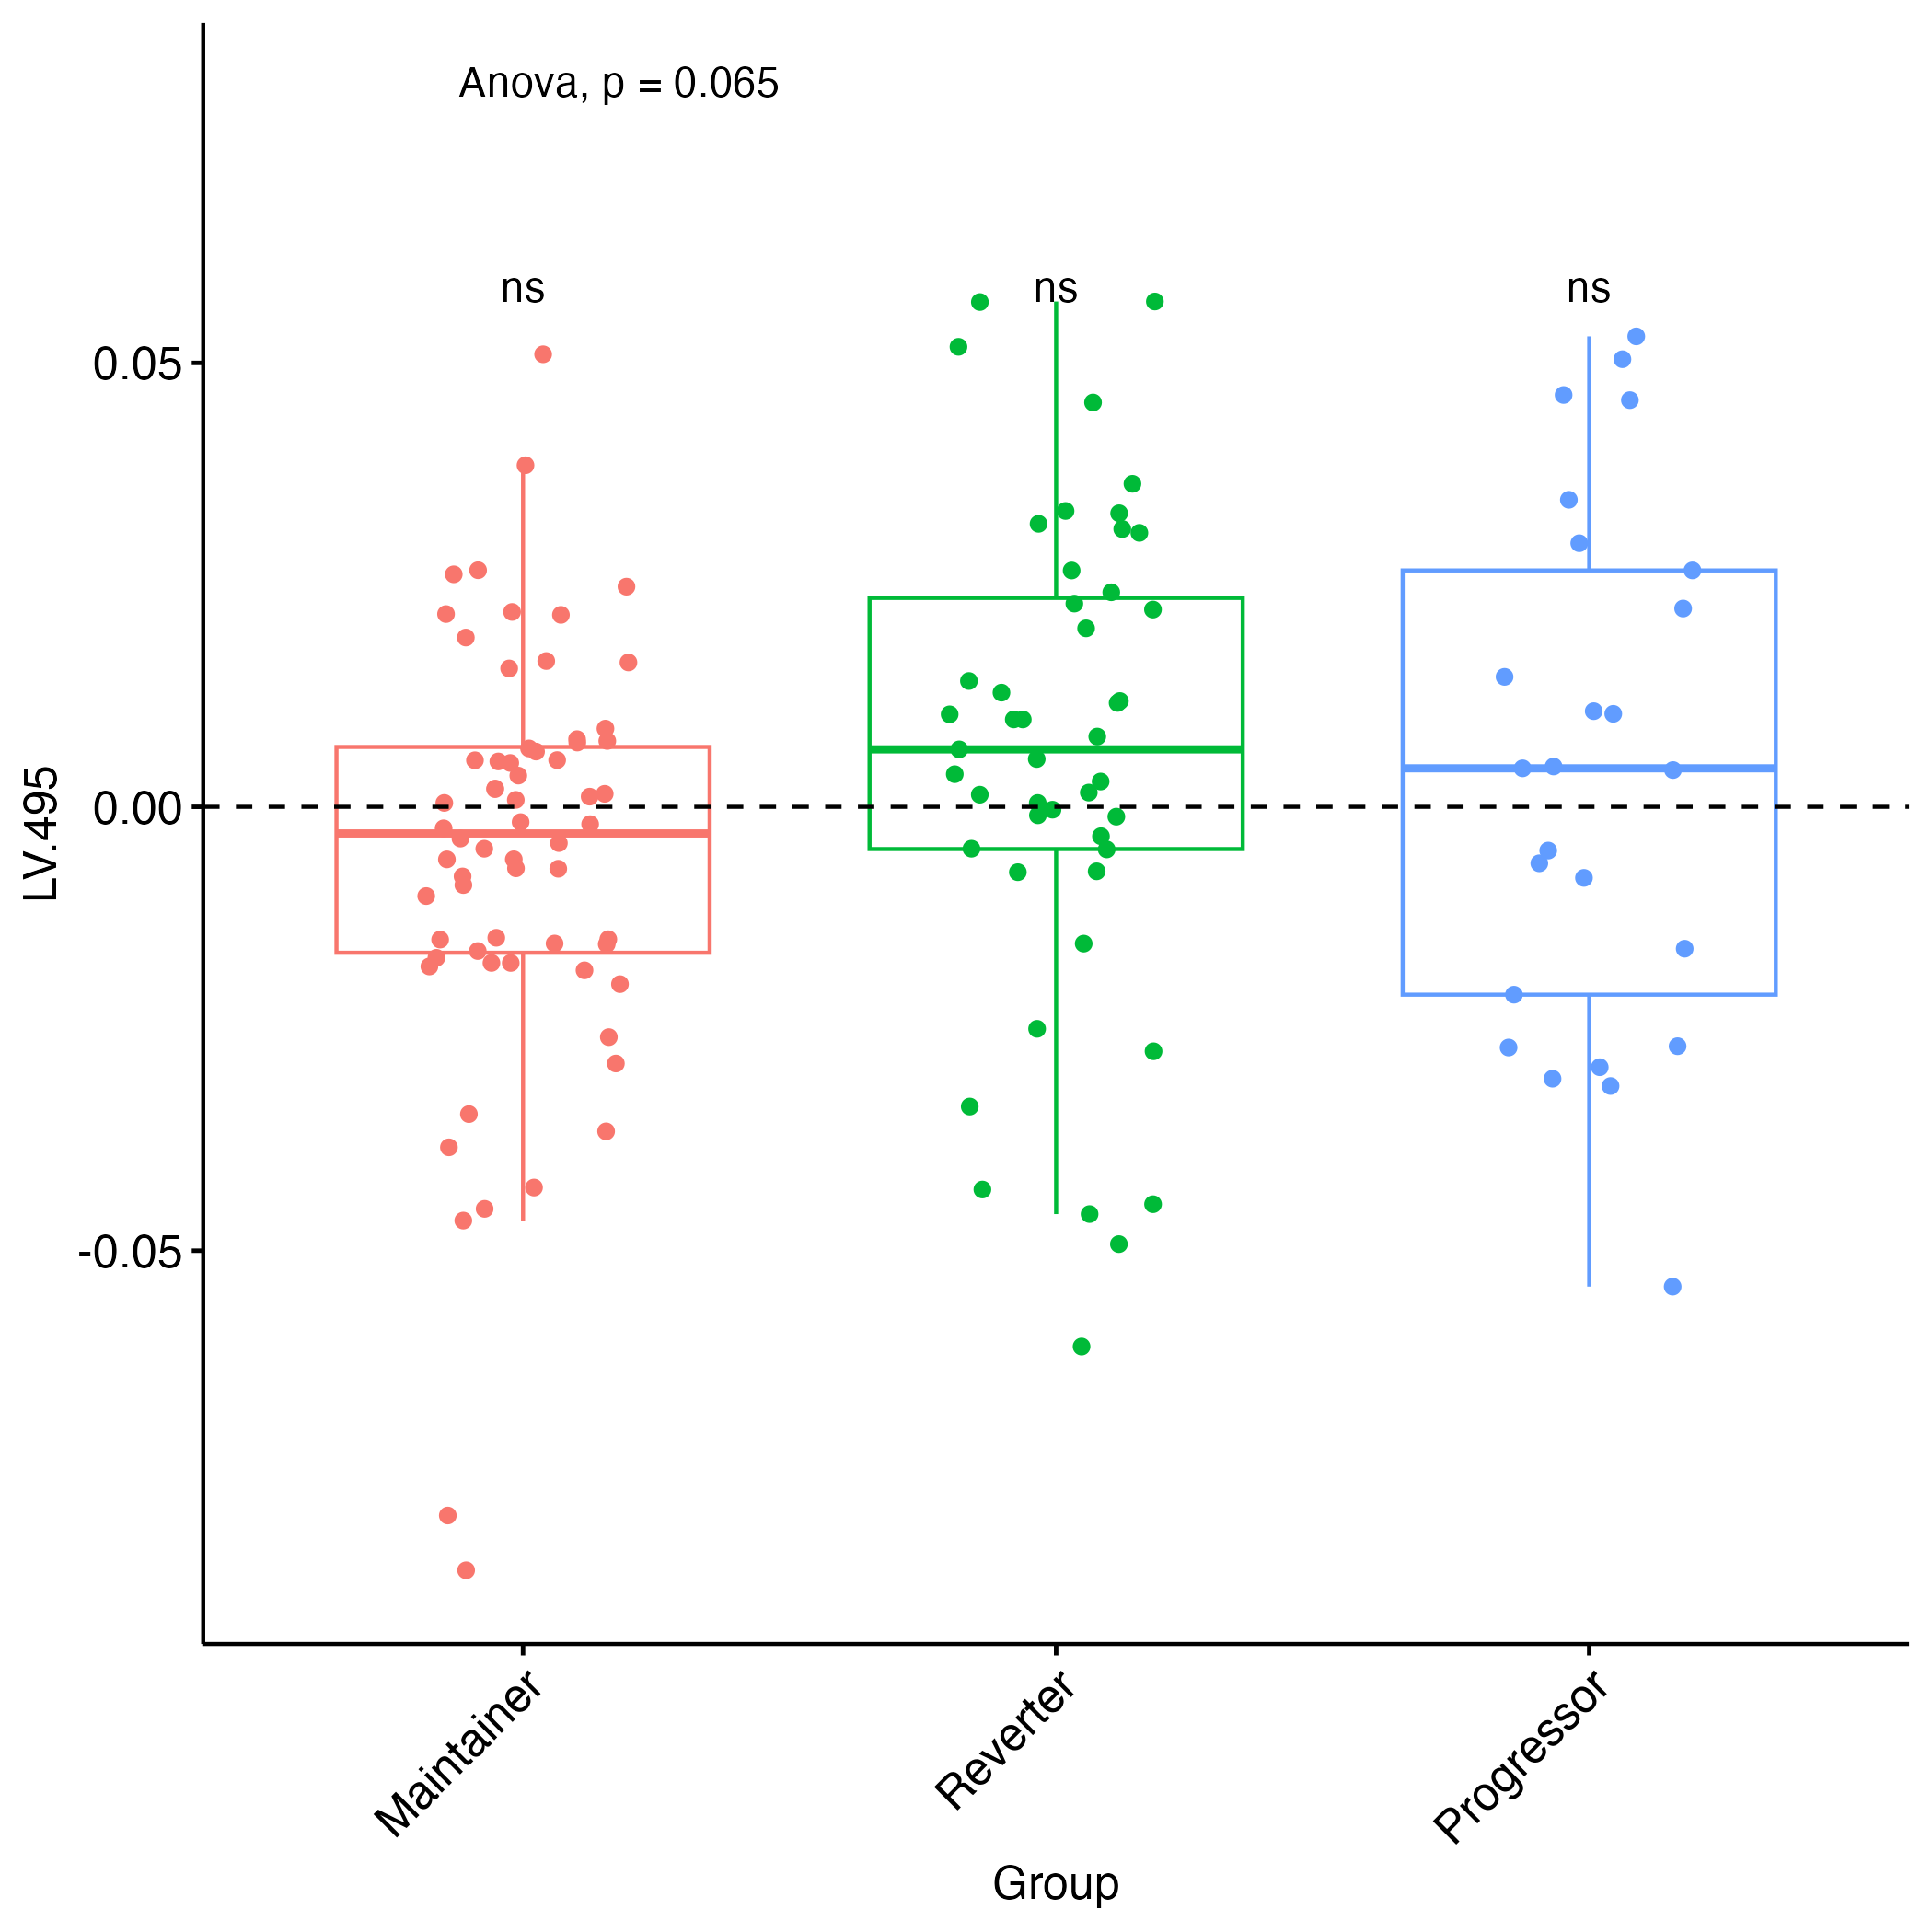 Anova, p = 0.065
ns
ns
ns
0.05
0.00
-0.05
LV.495
Maintainer
Reverter
Progressor
Group